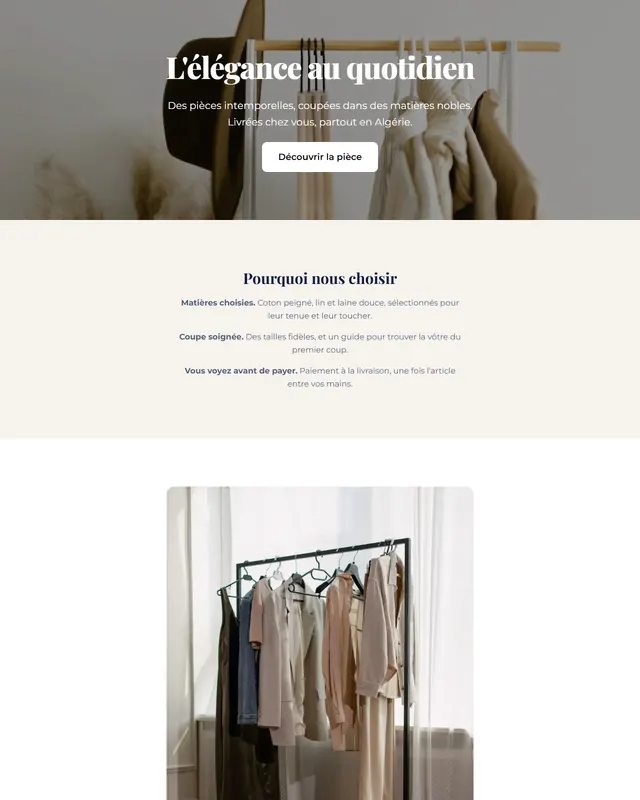 L'élégance au quotidien
Des pièces intemporelles, coupées dans des matières nobles.
Livrées chez vous, partout en Algérie.
Découvrir la pièce
Pourquoi nous choisir
Matières choisies. Coton peigné, lin et laine douce, sélectionnés pour
leur tenue et leur toucher.
Coupe soignée. Des tailles fidèles, et un guide pour trouver la vôtre du
premier coup.
Vous voyez avant de payer. Paiement à la livraison, une fois l'article
entre vos mains.